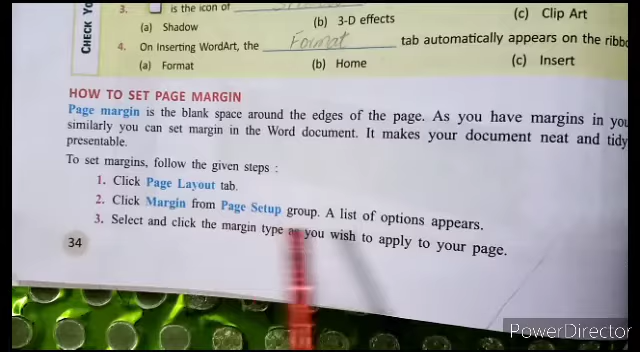 3. is the icon of
(a) Shadow (b) 3-D effects (c) Clip Art
4. On Inserting WordArt, the Format tab automatically appears on the ribb
(a) Format (b) Home (c) Insert
CHECK YO
HOW TO SET PAGE MARGIN
Page margin is the blank space around the edges of the page. As you have margins in you
similarly you can set margin in the Word document. It makes your document neat and tidy
presentable.
To set margins, follow the given steps :
1. Click Page Layout tab.
2. Click Margin from Page Setup group. A list of options appears.
3. Select and click the margin type as you wish to apply to your page.
34
PowerDirector